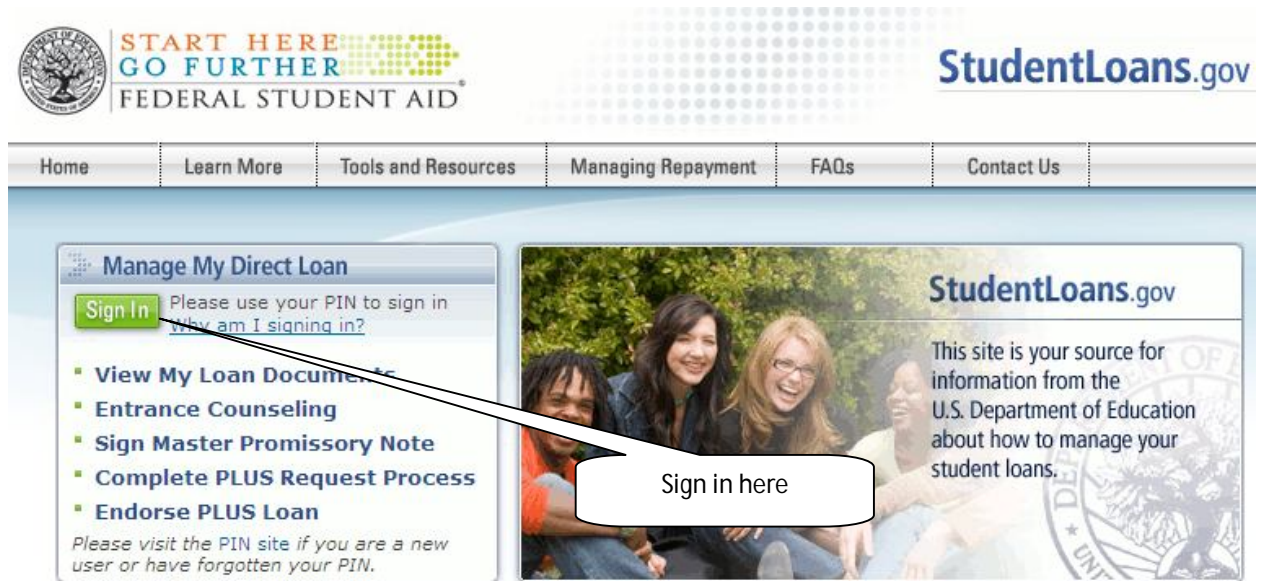 START HERE
GO FURTHER
FEDERAL STUDENT AID®
StudentLoans.gov
Home Learn More Tools and Resources Managing Repayment FAQs Contact Us
Manage My Direct Loan
Sign In
Please use your PIN to sign in
Why am I signing in?
View My Loan Documents
Entrance Counseling
Sign Master Promissory Note
Complete PLUS Request Process
Endorse PLUS Loan
Please visit the PIN site if you are a new
user or have forgotten your PIN.
Sign in here
StudentLoans.gov
This site is your source for
information from the
U.S. Department of Education
about how to manage your
student loans.